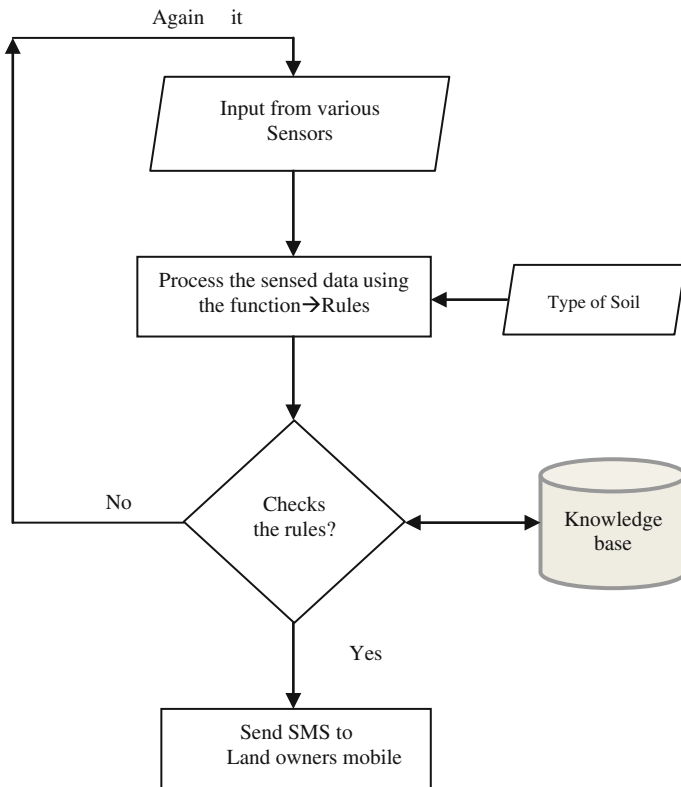 Again it
Input from various
Sensors
Process the sensed data using
the function→Rules
Type of Soil
Checks
the rules?
No
Knowledge
base
Yes
Send SMS to
Land owners mobile